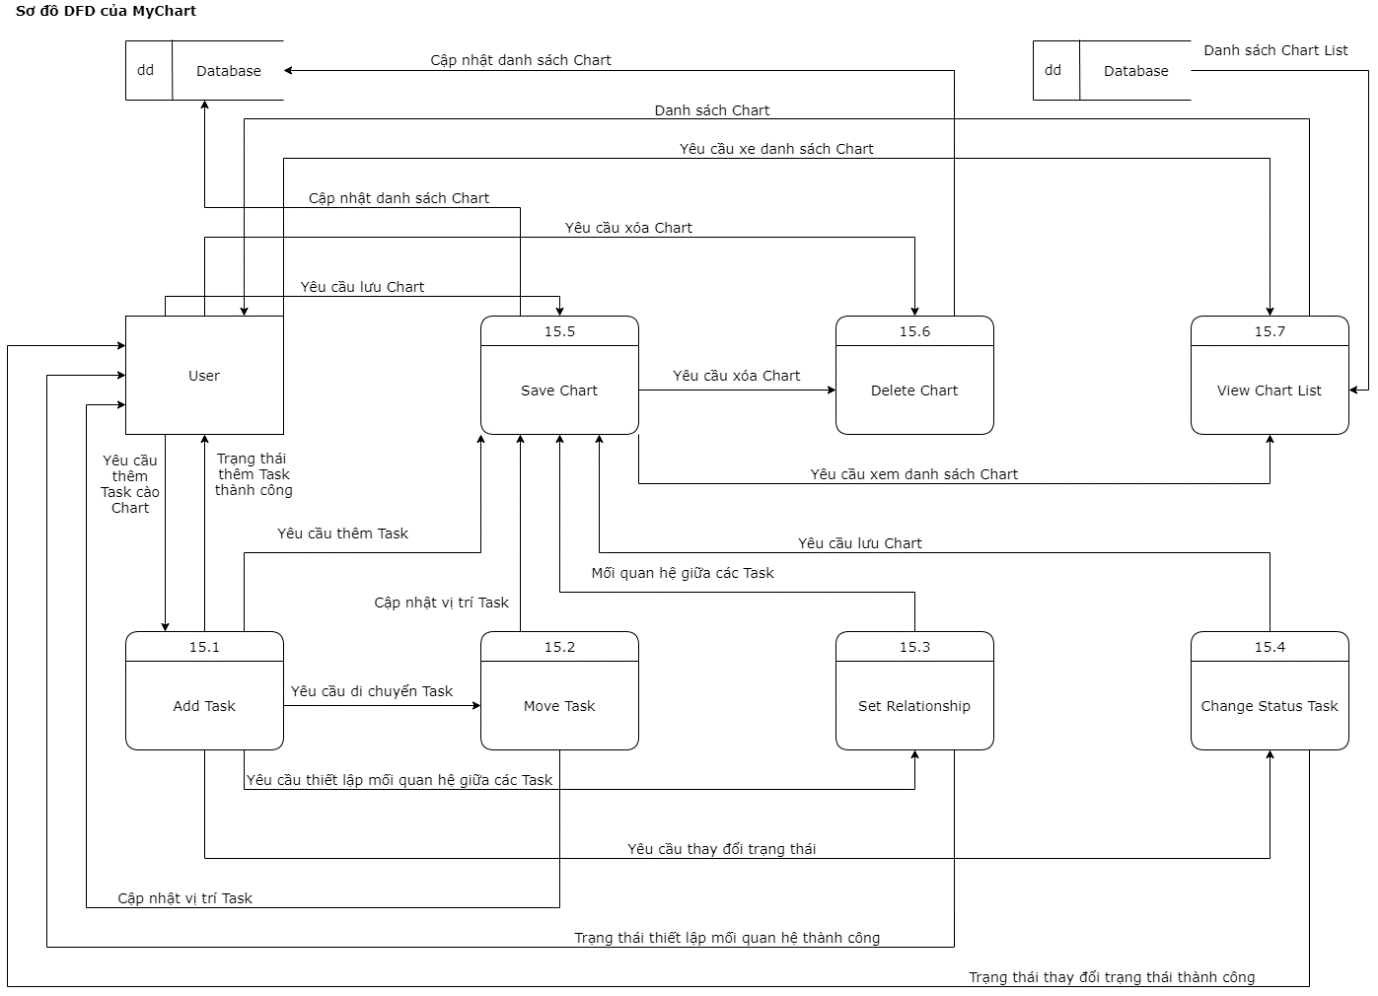 Sơ đồ DFD của MyChart
dd
Database
Cập nhật danh sách Chart
dd
Database
Danh sách Chart List
Danh sách Chart
Yêu cầu xe danh sách Chart
Cập nhật danh sách Chart
Yêu cầu xóa Chart
Yêu cầu lưu Chart
User
15.5
Save Chart
Yêu cầu xóa Chart
15.6
Delete Chart
15.7
View Chart List
Yêu cầu
thêm
Task cào
Chart
Trạng thái
thêm Task
thành công
Yêu cầu xem danh sách Chart
Yêu cầu thêm Task
Yêu cầu lưu Chart
Mối quan hệ giữa các Task
Cập nhật vị trí Task
15.1
Add Task
Yêu cầu di chuyển Task
15.2
Move Task
15.3
Set Relationship
15.4
Change Status Task
Yêu cầu thiết lập mối quan hệ giữa các Task
Yêu cầu thay đổi trạng thái
Cập nhật vị trí Task
Trạng thái thiết lập mối quan hệ thành công
Trạng thái thay đổi trạng thái thành công